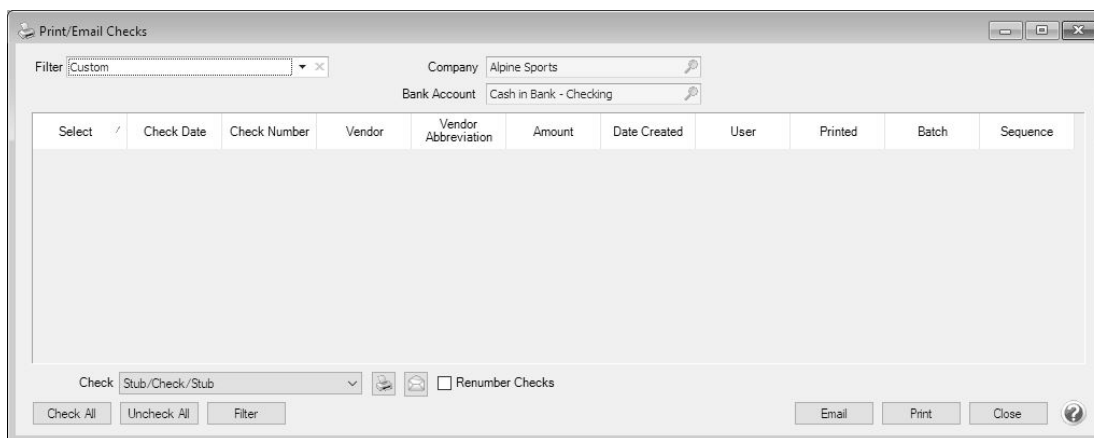 Print/Email Checks
Filter Custom Company Alpine Sports
Bank Account Cash in Bank - Checking
Select Check Date Check Number Vendor Vendor Abbreviation Amount Date Created User Printed Batch Sequence
Check Stub/Check/Stub Renumber Checks
Check All Uncheck All Filter Email Print Close ?